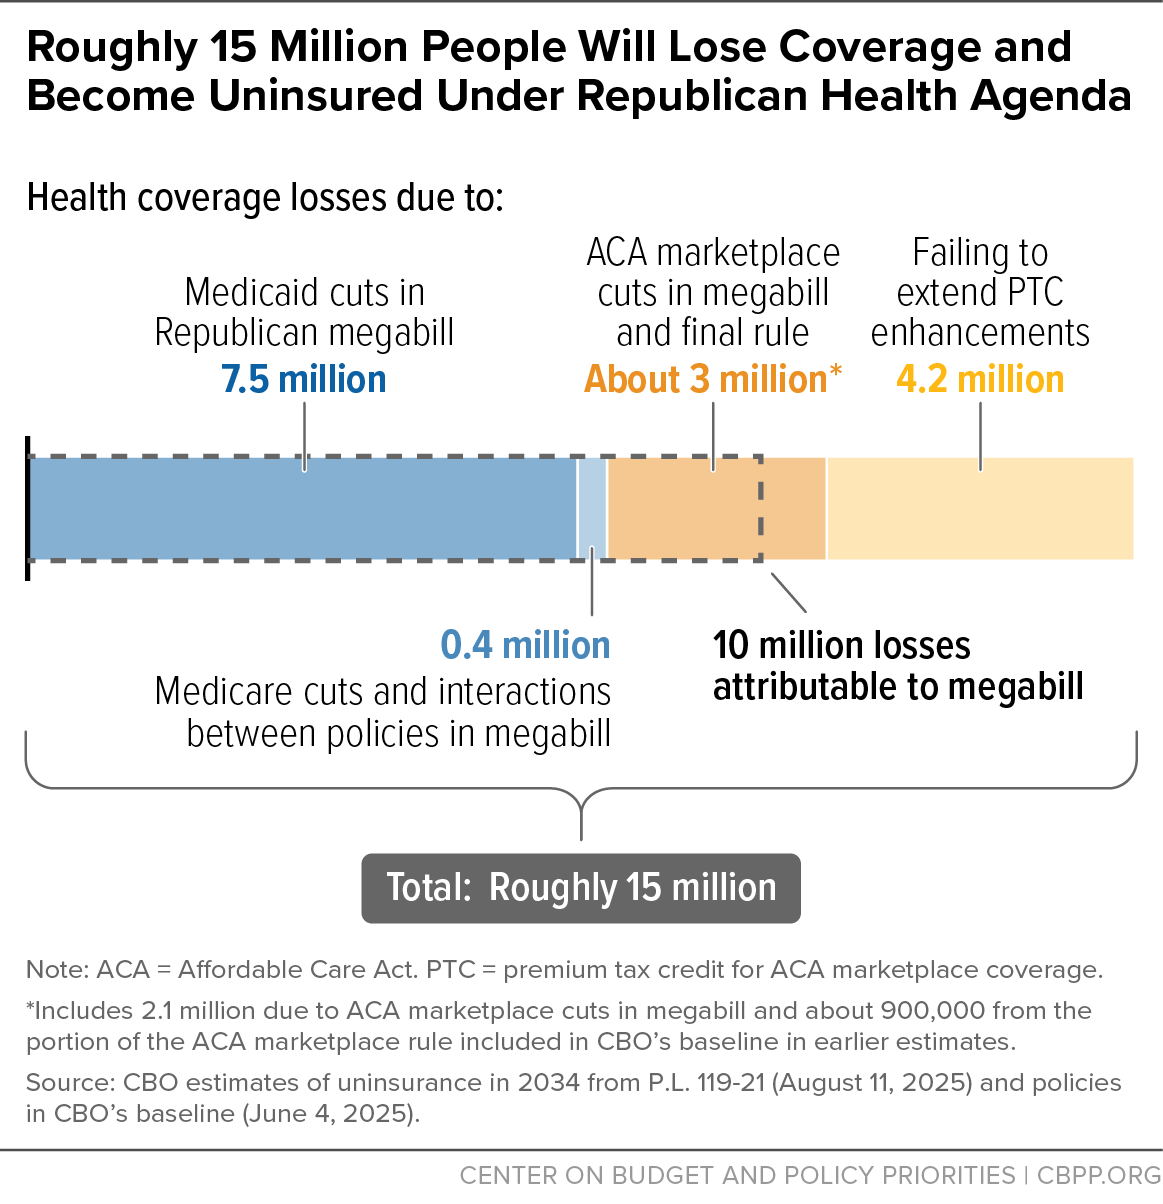 Roughly 15 Million People Will Lose Coverage and
Become Uninsured Under Republican Health Agenda
Health coverage losses due to:
Medicaid cuts in
Republican megabill
7.5 million
ACA marketplace
cuts in megabill
and final rule
About 3 million*
Failing to
extend PTC
enhancements
4.2 million
0.4 million
Medicare cuts and interactions
between policies in megabill
10 million losses
attributable to megabill
Total: Roughly 15 million
Note: ACA = Affordable Care Act. PTC = premium tax credit for ACA marketplace coverage.
*Includes 2.1 million due to ACA marketplace cuts in megabill and about 900,000 from the
portion of the ACA marketplace rule included in CBO’s baseline in earlier estimates.
Source: CBO estimates of uninsurance in 2034 from P.L. 119-21 (August 11, 2025) and policies
in CBO’s baseline (June 4, 2025).
CENTER ON BUDGET AND POLICY PRIORITIES | CBPP.ORG